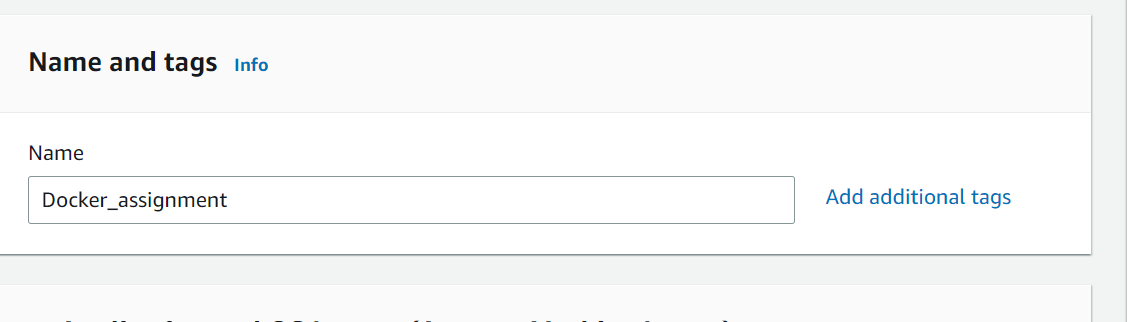 Name and tags Info
Name
Docker_assignment
Add additional tags